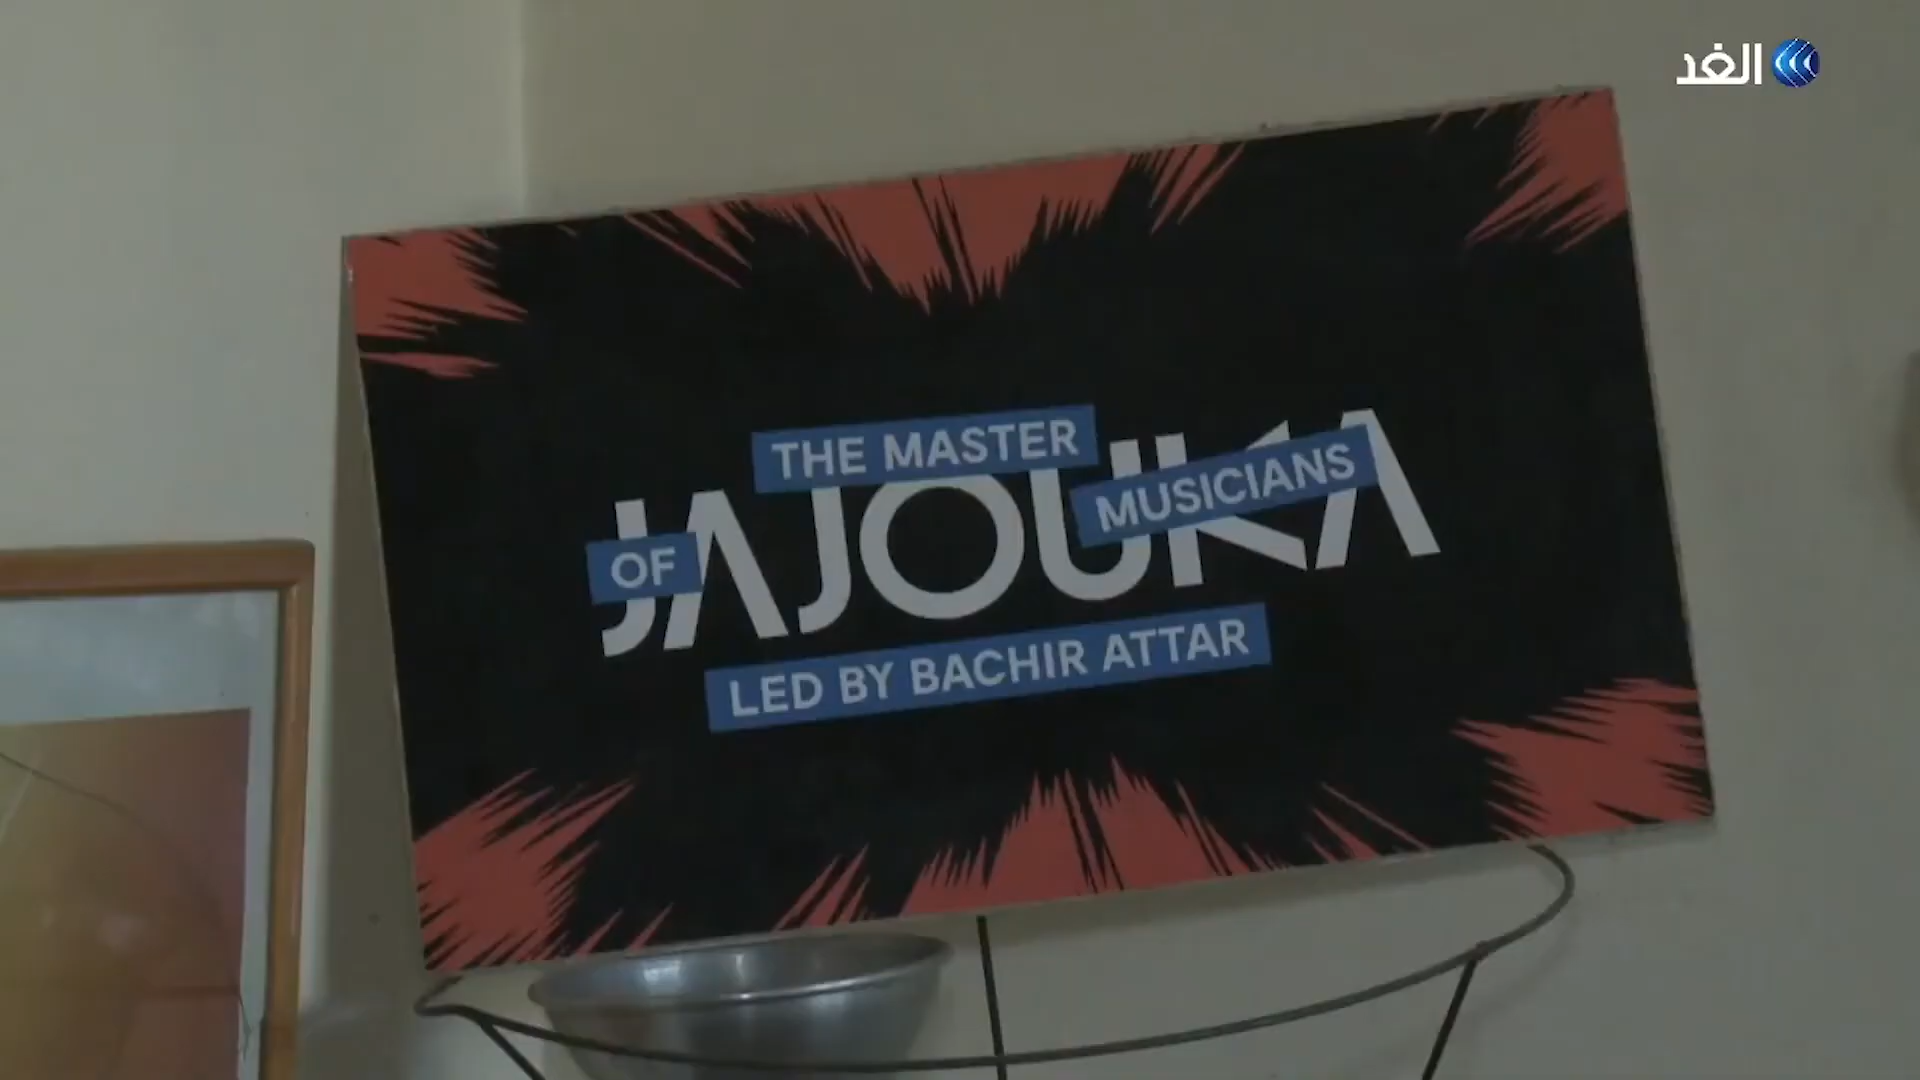 الغد
THE MASTER
MUSICIANS
OF
JAJOUKA
LED BY BACHIR ATTAR